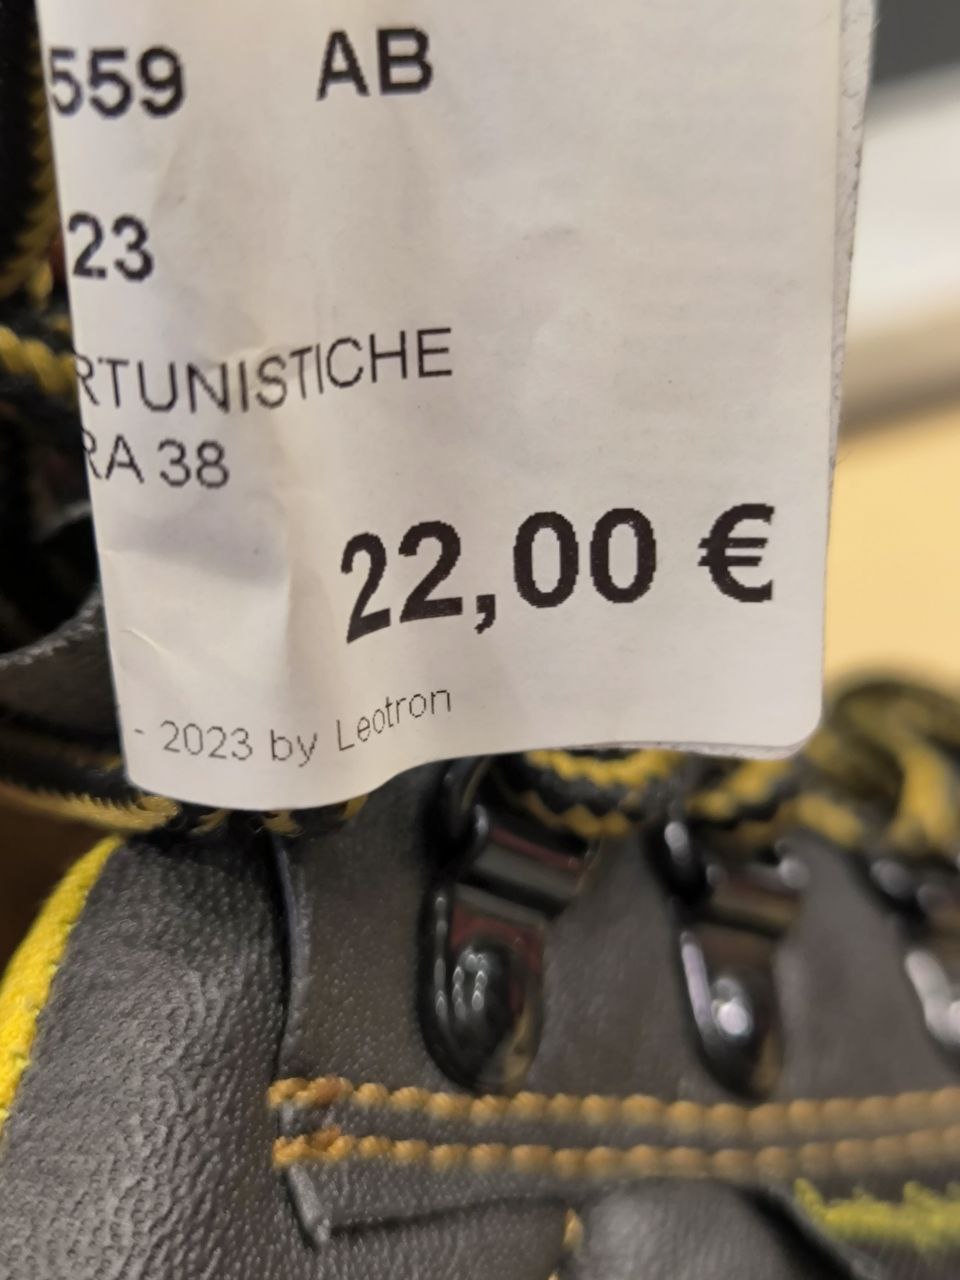 559 AB
23
RTUNISTICHE
RA 38
22,00 €
- 2023 by Leotron